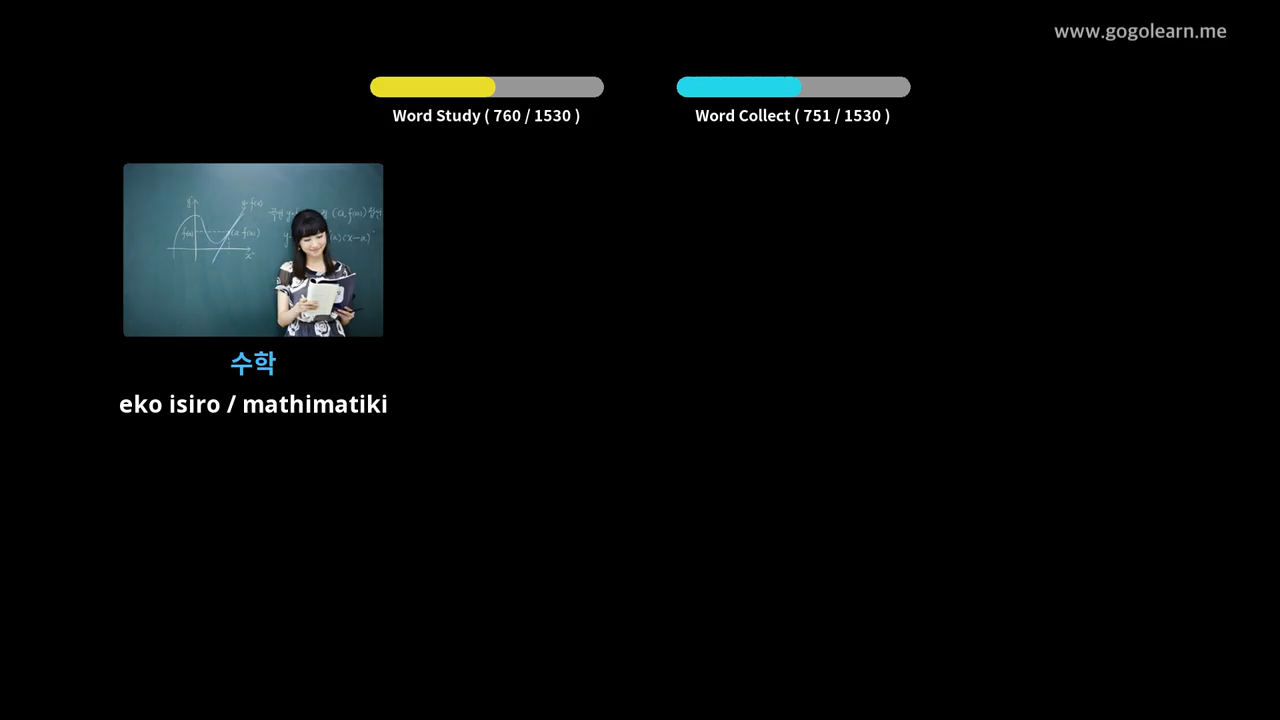 www.gogolearn.me
Word Study ( 760 / 1530 )
Word Collect ( 751 / 1530 )
수학
eko isiro / mathimatiki